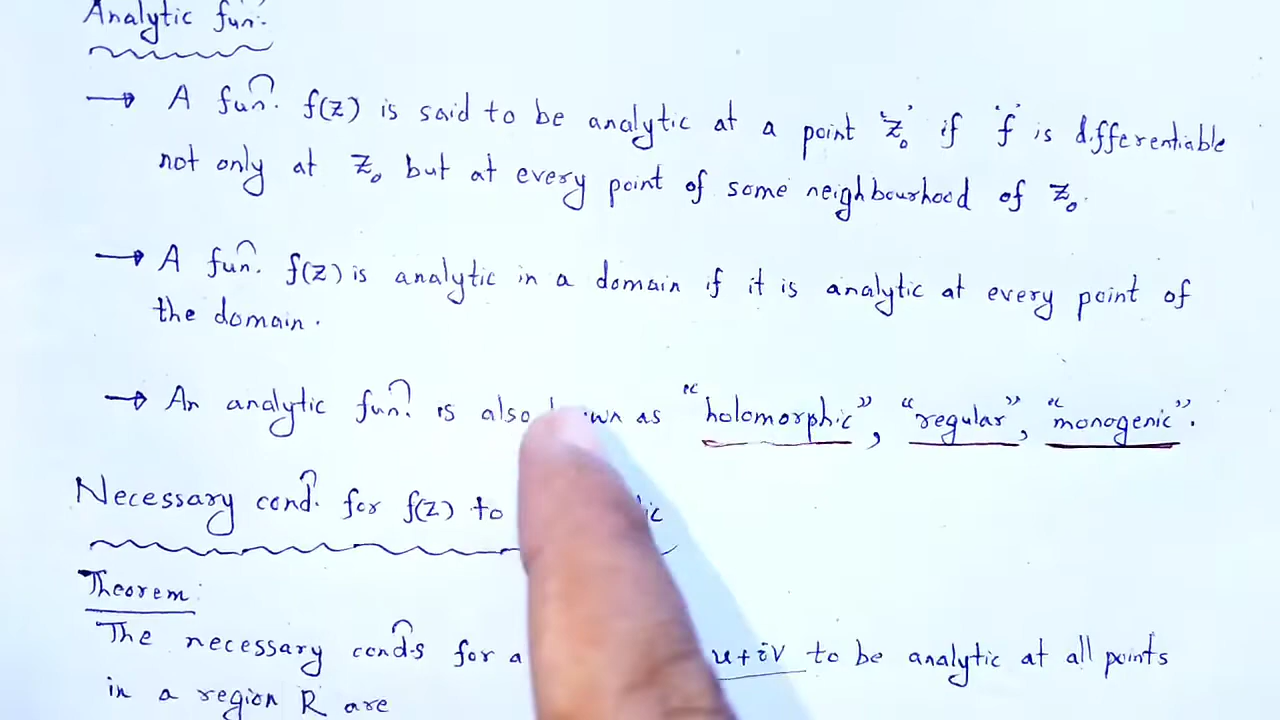 Analytic fun.
→ A fun. f(z) is said to be analytic at a point 'z₀' if 'f' is differentiable
not only at z₀ but at every point of some neighbourhood of z₀.
→ A fun. f(z) is analytic in a domain if it is analytic at every point of
the domain.
→ An analytic fun. is also as "holomorphic", "regular", "monogenic".
Necessary cond. for f(z) to
Theorem:
The necessary conds for a u+iv to be analytic at all points
in a region R are